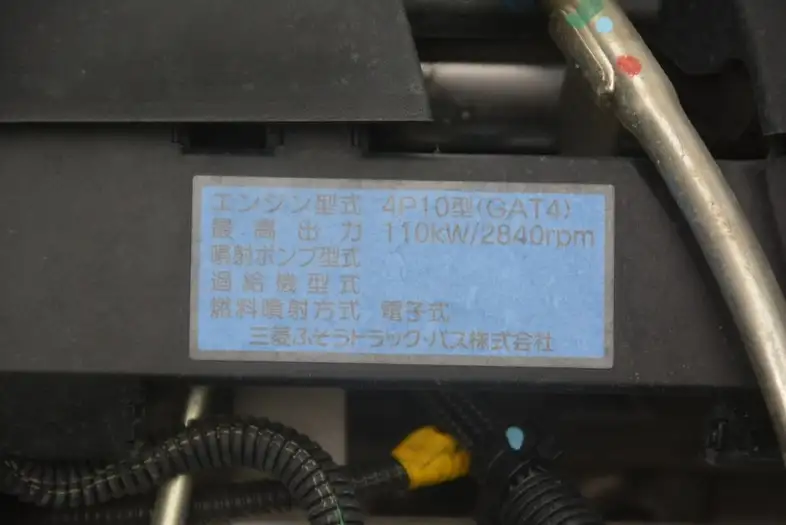 エンジン型式 4P10型(GAT4)
最高出力 110kW/2840rpm
噴射ポンプ型式
過給機型式
燃料噴射方式 電子式
三菱ふそうトラック・バス株式会社